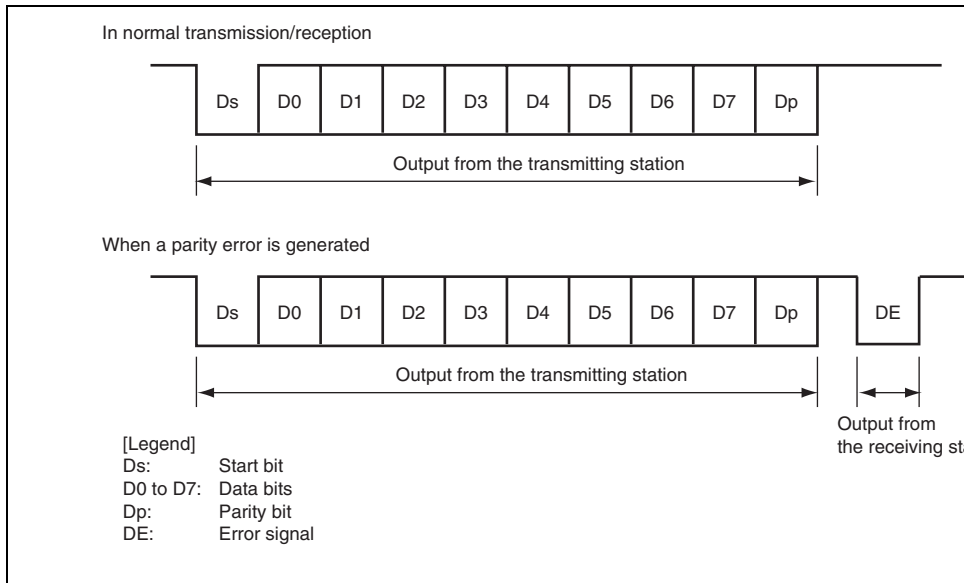 In normal transmission/reception
Ds D0 D1 D2 D3 D4 D5 D6 D7 Dp
Output from the transmitting station
When a parity error is generated
Ds D0 D1 D2 D3 D4 D5 D6 D7 Dp DE
Output from the transmitting station
Output from
the receiving sta
[Legend]
Ds: Start bit
D0 to D7: Data bits
Dp: Parity bit
DE: Error signal